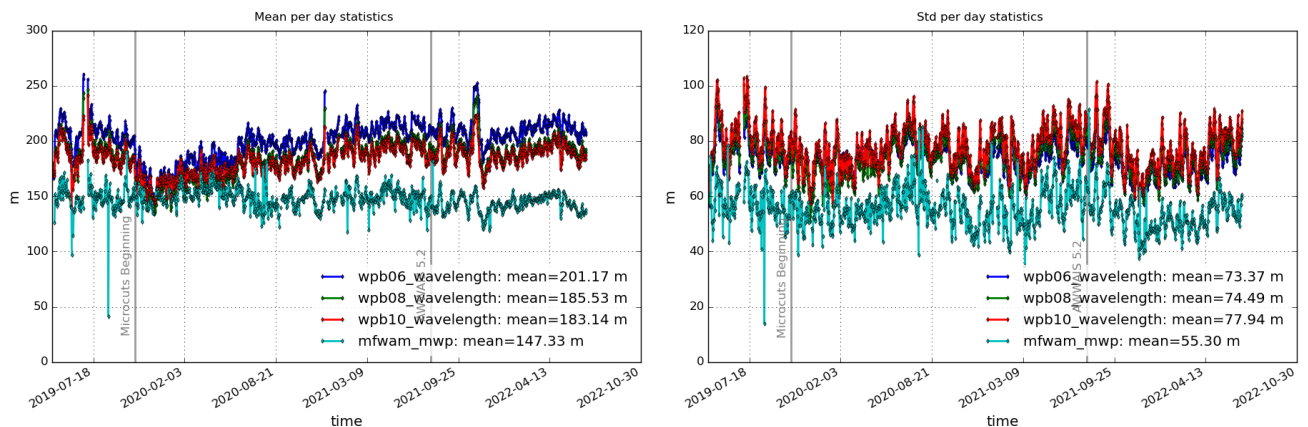 Mean per day statistics
300
250
200
150
100
50
0
m
Microcuts Beginning
AWWAIS 5.2
wpb06_wavelength: mean=201.17 m
wpb08_wavelength: mean=185.53 m
wpb10_wavelength: mean=183.14 m
mfwam_mwp: mean=147.33 m
2019-07-18
2020-02-03
2020-08-21
2021-03-09
2021-09-25
2022-04-13
2022-10-30
time
Std per day statistics
120
100
80
60
40
20
0
m
Microcuts Beginning
AWWAIS 5.2
wpb06_wavelength: mean=73.37 m
wpb08_wavelength: mean=74.49 m
wpb10_wavelength: mean=77.94 m
mfwam_mwp: mean=55.30 m
2019-07-18
2020-02-03
2020-08-21
2021-03-09
2021-09-25
2022-04-13
2022-10-30
time